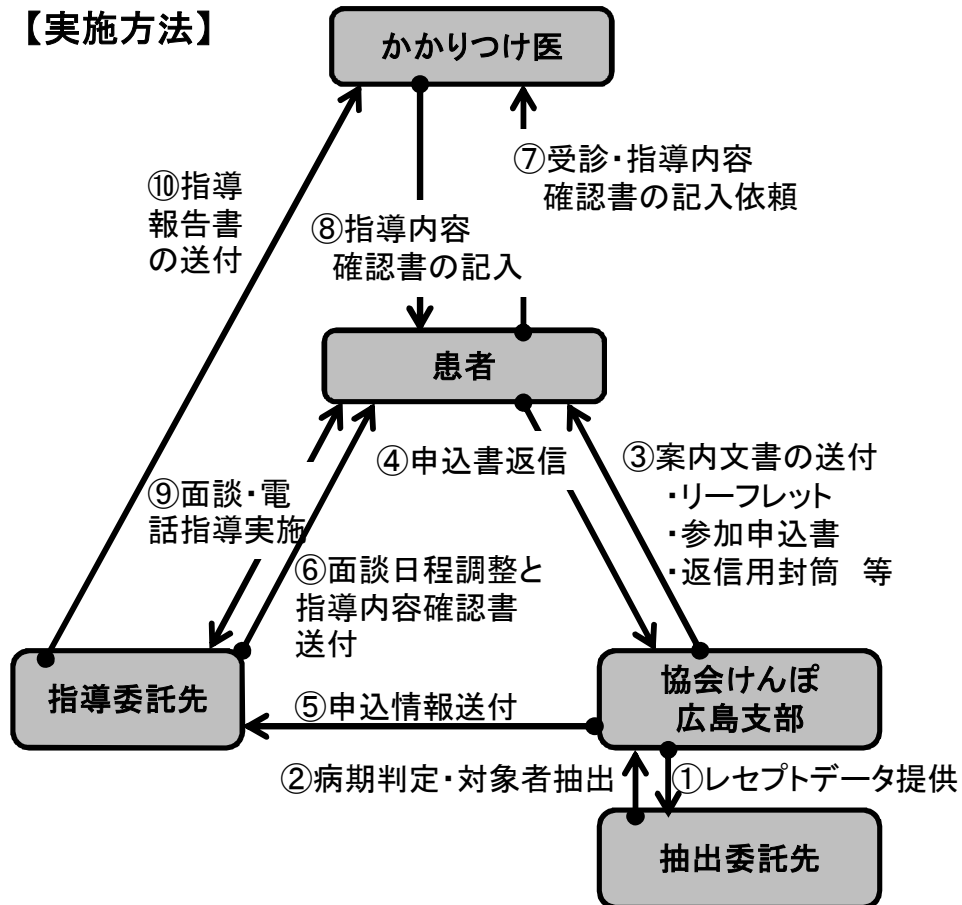 【実施方法】
かかりつけ医
⑦受診・指導内容
確認書の記入依頼
⑩指導
報告書
の送付
⑧指導内容
確認書の記入
患者
④申込書返信
③案内文書の送付
・リーフレット
・参加申込書
・返信用封筒　等
⑨面談・電
話指導実施
⑥面談日程調整と
指導内容確認書
送付
指導委託先
協会けんぽ
広島支部
⑤申込情報送付
②病期判定・対象者抽出
①レセプトデータ提供
抽出委託先